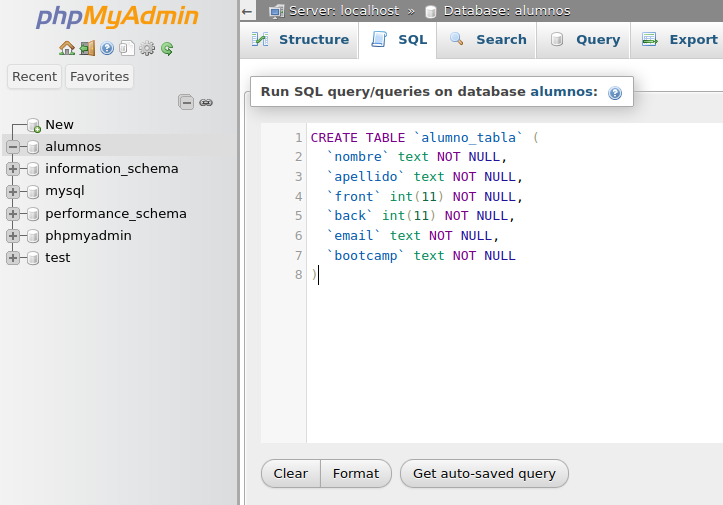 phpMyAdmin
Recent Favorites
New
alumnos
information_schema
mysql
performance_schema
phpmyadmin
test
Server: localhost » Database: alumnos
Structure SQL Search Query Export
Run SQL query/queries on database alumnos:
1 CREATE TABLE `alumno_tabla` (
2 `nombre` text NOT NULL,
3 `apellido` text NOT NULL,
4 `front` int(11) NOT NULL,
5 `back` int(11) NOT NULL,
6 `email` text NOT NULL,
7 `bootcamp` text NOT NULL
8 )
Clear Format Get auto-saved query